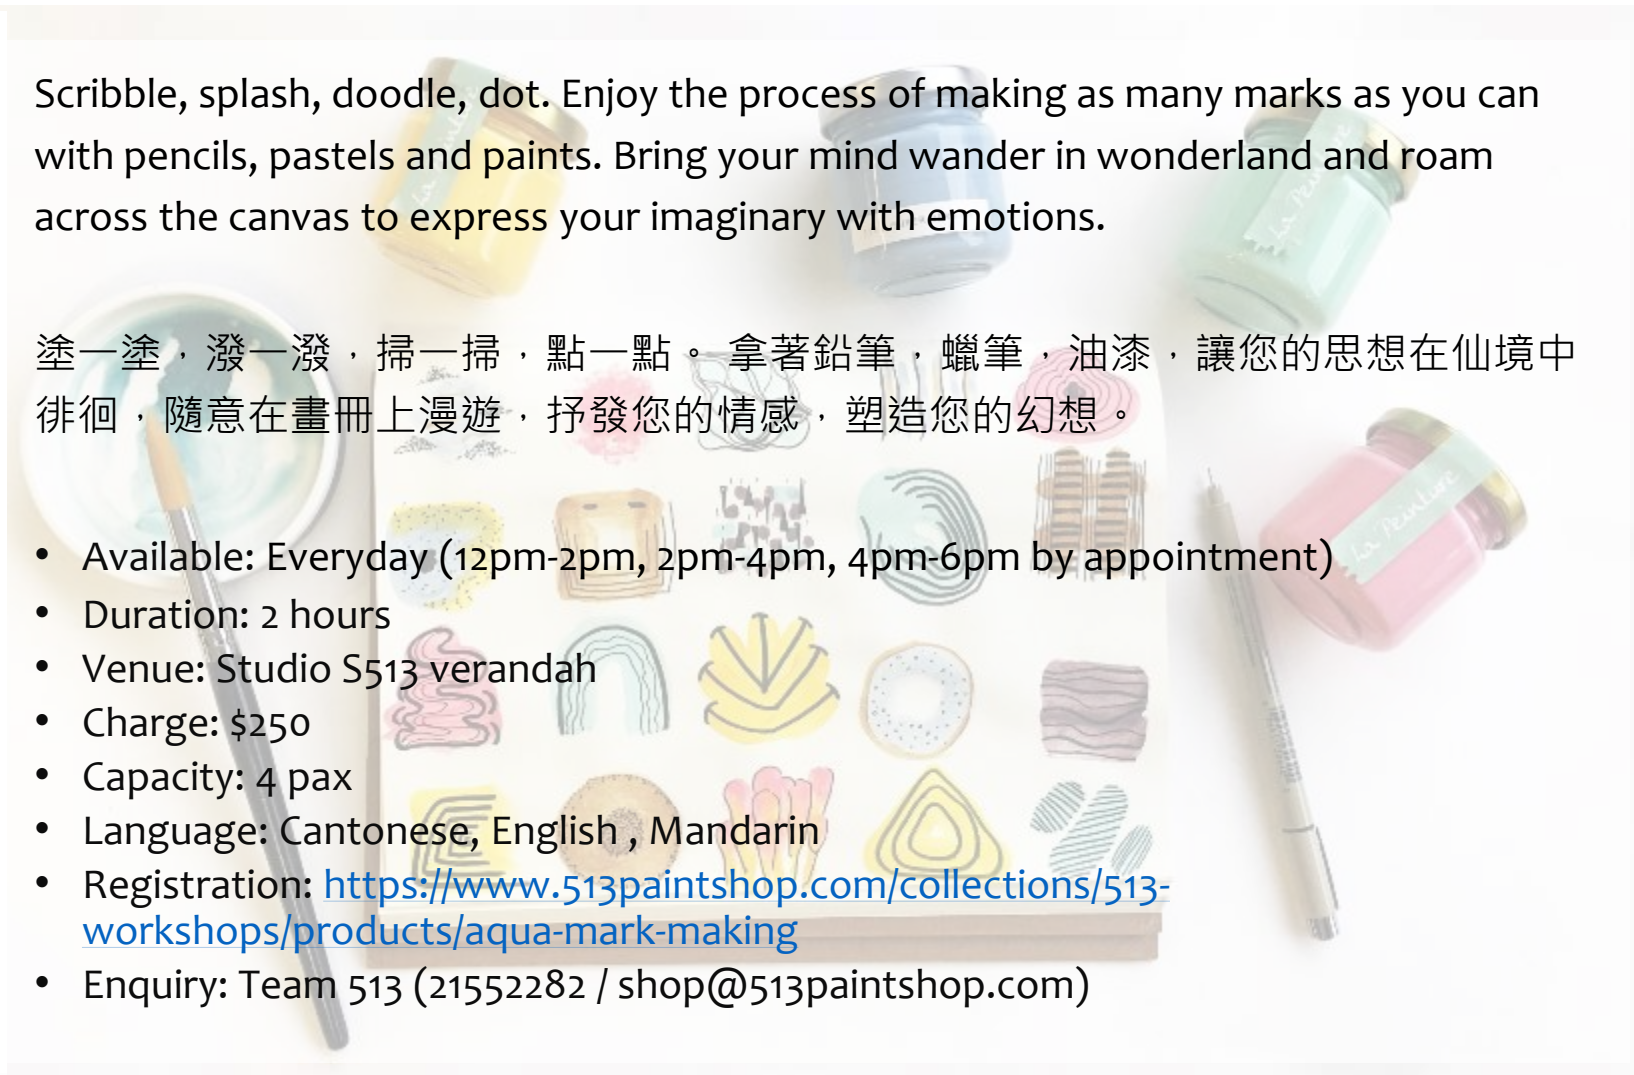 Scribble, splash, doodle, dot. Enjoy the process of making as many marks as you can
with pencils, pastels and paints. Bring your mind wander in wonderland and roam
across the canvas to express your imaginary with emotions.
塗一塗，潑一潑，掃一掃，點一點。 拿著鉛筆，蠟筆，油漆，讓您的思想在仙境中
徘徊，隨意在畫冊上漫遊，抒發您的情感，塑造您的幻想。
• Available: Everyday (12pm-2pm, 2pm-4pm, 4pm-6pm by appointment)
• Duration: 2 hours
• Venue: Studio S513 verandah
• Charge: $250
• Capacity: 4 pax
• Language: Cantonese, English , Mandarin
• Registration: https://www.513paintshop.com/collections/513-
workshops/products/aqua-mark-making
• Enquiry: Team 513 (21552282 / shop@513paintshop.com)
La Peinture
La Peinture